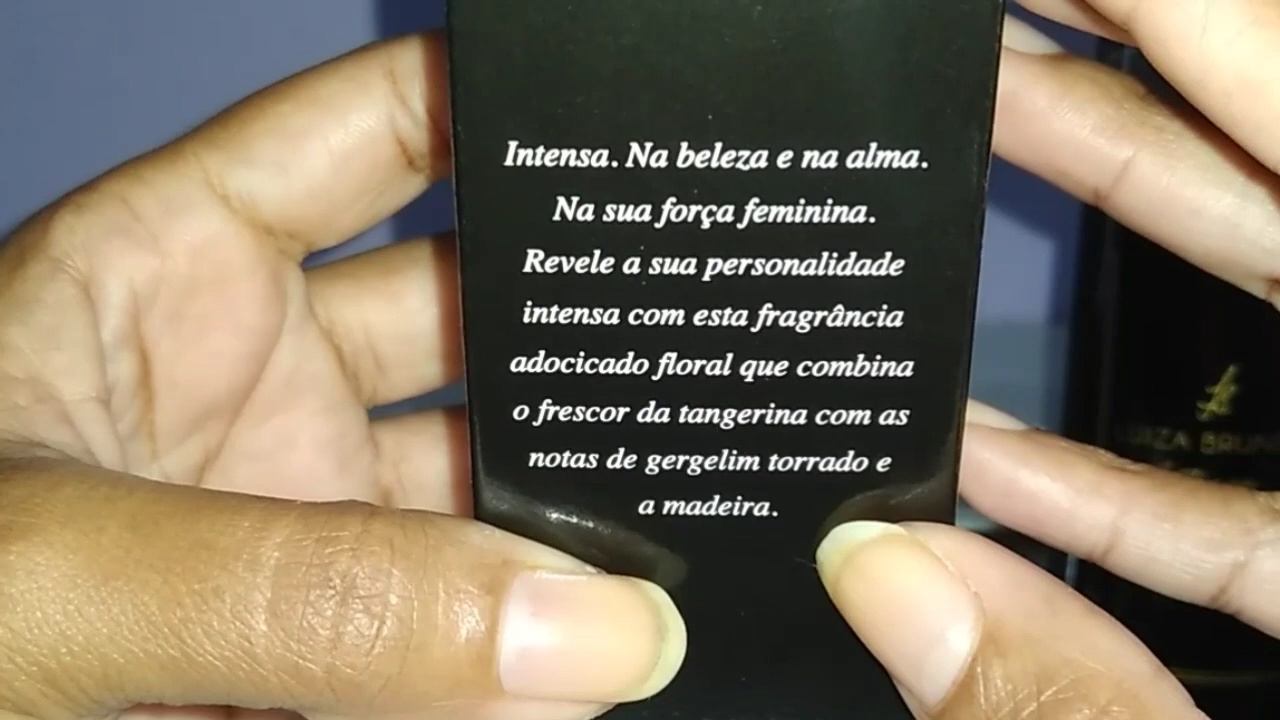 Intensa. Na beleza e na alma.
Na sua força feminina.
Revele a sua personalidade
intensa com esta fragrância
adocicado floral que combina
o frescor da tangerina com as
notas de gergelim torrado e
a madeira.